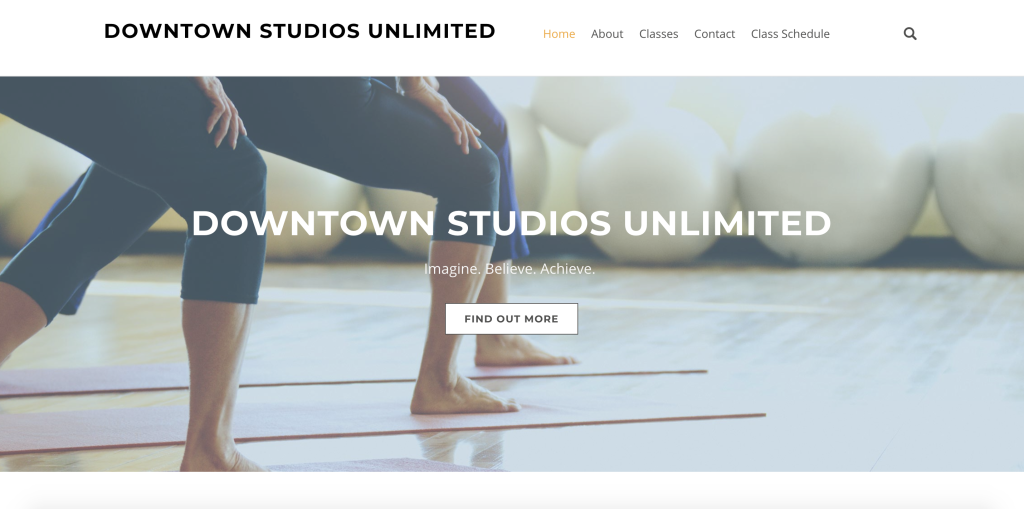 DOWNTOWN STUDIOS UNLIMITED
Home About Classes Contact Class Schedule
DOWNTOWN STUDIOS UNLIMITED
Imagine. Believe. Achieve.
FIND OUT MORE